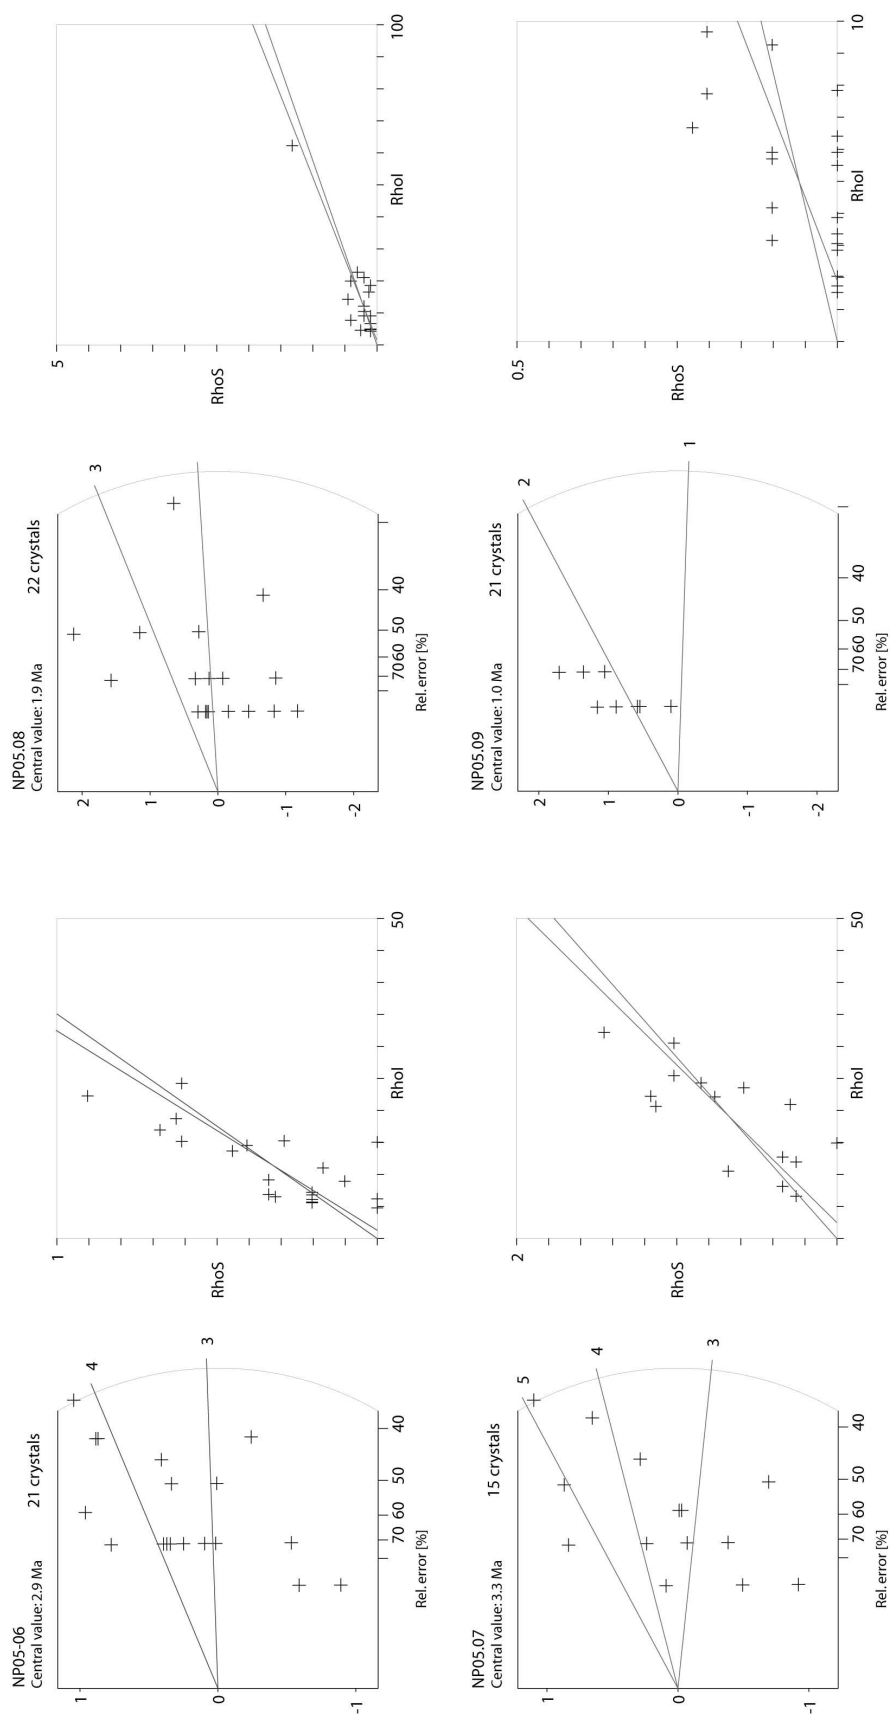 NP05-06
Central value: 2.9 Ma
21 crystals
1
0
-1
4
3
70 60 50 40
Rel. error [%]
1
RhoS
RhoI
50
NP05.08
Central value: 1.9 Ma
22 crystals
2
1
0
-1
-2
3
70 60 50 40
Rel. error [%]
5
RhoS
RhoI
100
NP05.07
Central value: 3.3 Ma
15 crystals
1
0
-1
5
4
3
70 60 50 40
Rel. error [%]
2
RhoS
RhoI
50
NP05.09
Central value: 1.0 Ma
21 crystals
2
1
0
-1
-2
2
1
70 60 50 40
Rel. error [%]
0.5
RhoS
RhoI
10